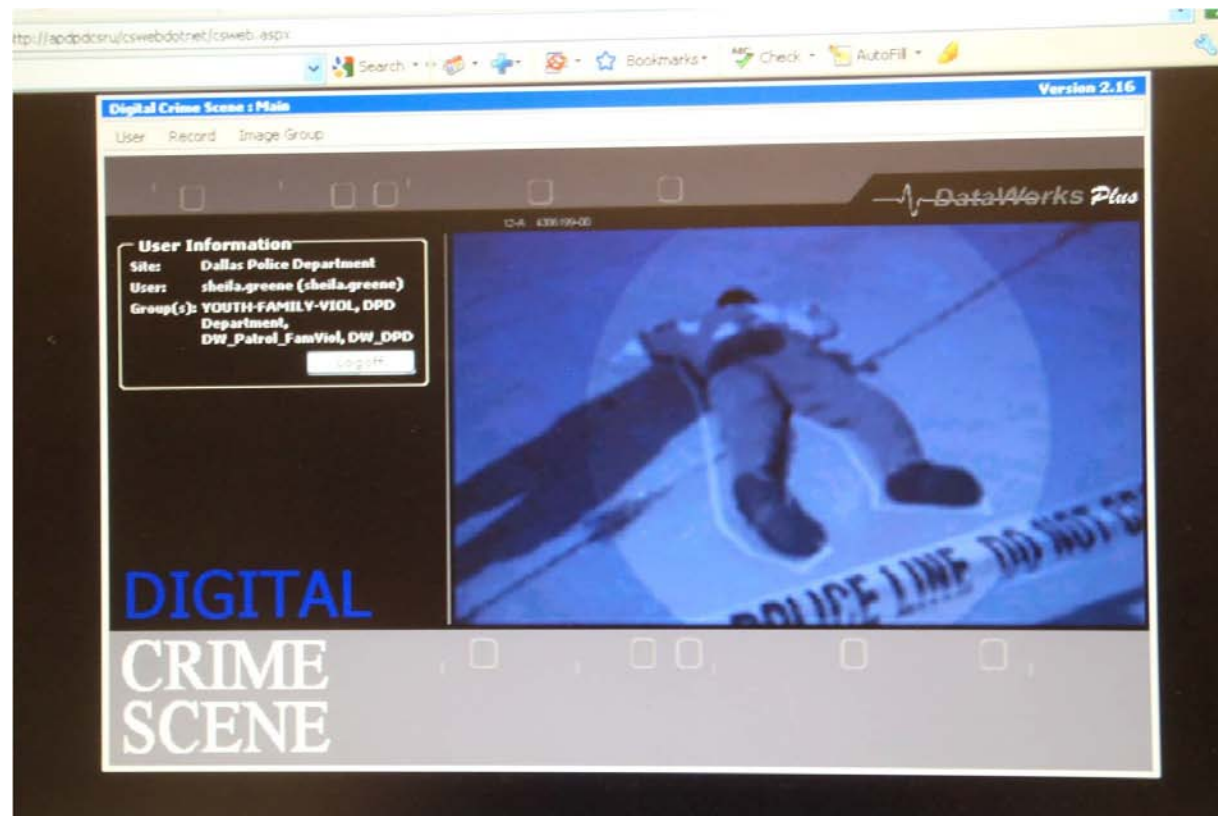 ttp://apdpdcsru/cswebdotnet/csweb.aspx
Search
Bookmarks
Check
AutoFill
Digital Crime Scene : Main
Version 2.16
User Record Image Group
DataWorks Plus
User Information
Site: Dallas Police Department
User: sheila.greene (sheila.greene)
Group(s): YOUTH-FAMILY-VIOL, DPD
Department,
DW_Patrol_FamViol, DW_DPD
Logoff
POLICE LINE DO NOT
DIGITAL
CRIME
SCENE